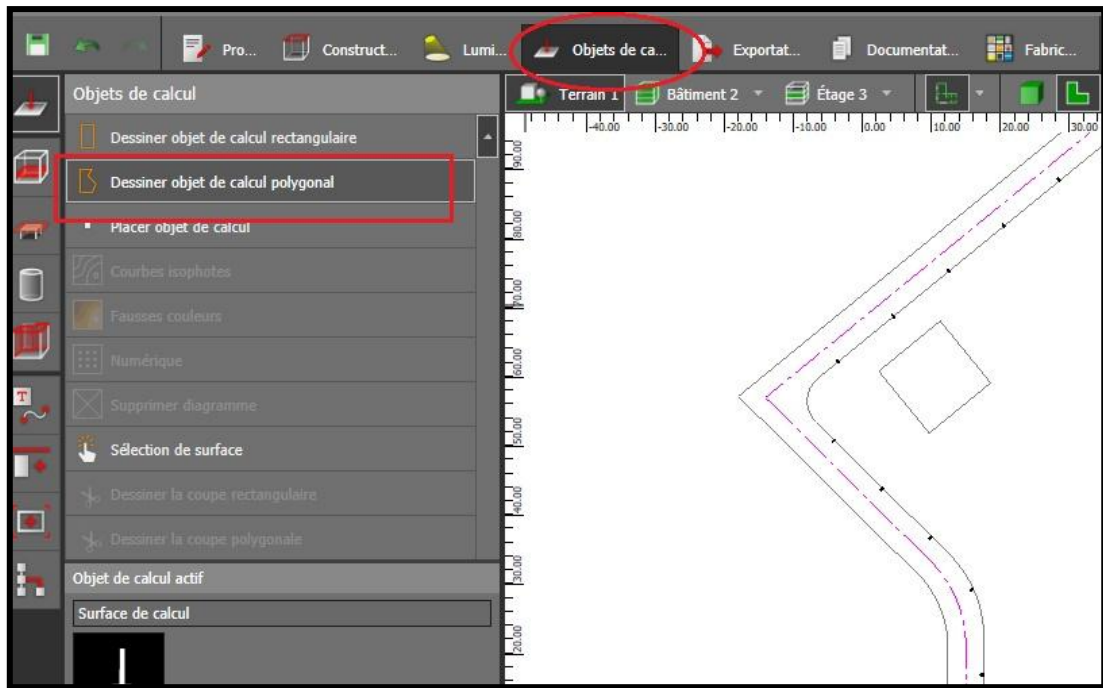 Pro... Construct... Lumi... Objets de ca... Exportat... Documentat... Fabric...
Objets de calcul
Terrain 1 Bâtiment 2 Étage 3
Dessiner objet de calcul rectangulaire
Dessiner objet de calcul polygonal
Placer objet de calcul
Courbes isophotes
Fausses couleurs
Numérique
Supprimer diagramme
Sélection de surface
Dessiner la coupe rectangulaire
Dessiner la coupe polygonale
Objet de calcul actif
Surface de calcul
T
-40.00 -30.00 -20.00 -10.00 0.00 10.00 20.00 30.00
90.00
80.00
70.00
60.00
50.00
40.00
30.00
20.00